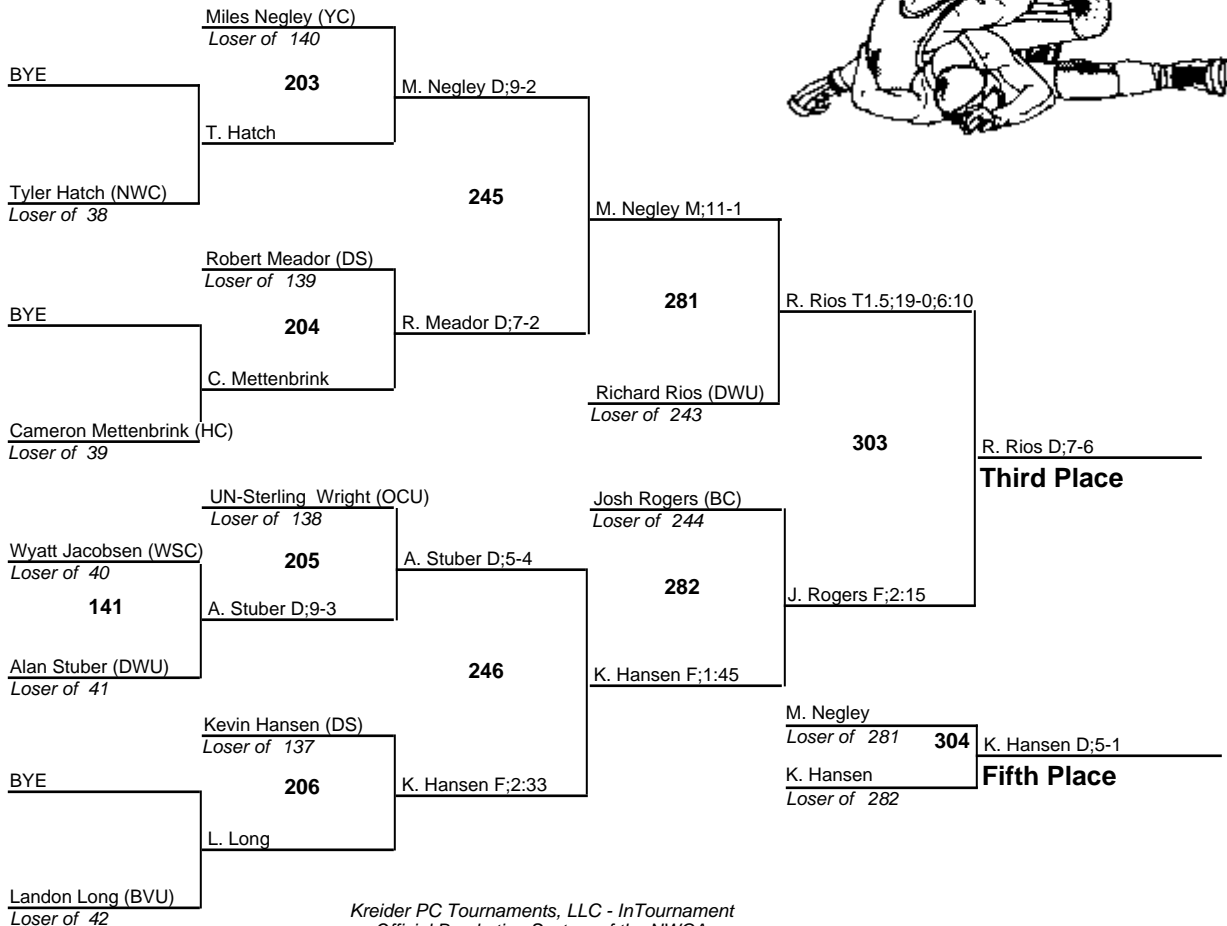 Miles Negley (YC)
Loser of 140
BYE
203
M. Negley D;9-2
T. Hatch
Tyler Hatch (NWC)
Loser of 38
245
M. Negley M;11-1
Robert Meador (DS)
Loser of 139
BYE
204
R. Meador D;7-2
281
R. Rios T1.5;19-0;6:10
C. Mettenbrink
Richard Rios (DWU)
Loser of 243
Cameron Mettenbrink (HC)
Loser of 39
303
R. Rios D;7-6
Third Place
UN-Sterling Wright (OCU)
Loser of 138
Josh Rogers (BC)
Loser of 244
Wyatt Jacobsen (WSC)
Loser of 40
205
A. Stuber D;5-4
282
141
A. Stuber D;9-3
J. Rogers F;2:15
Alan Stuber (DWU)
Loser of 41
246
K. Hansen F;1:45
Kevin Hansen (DS)
Loser of 137
M. Negley
Loser of 281
304
K. Hansen D;5-1
BYE
206
K. Hansen F;2:33
K. Hansen
Loser of 282
Fifth Place
L. Long
Landon Long (BVU)
Loser of 42
Kreider PC Tournaments, LLC - InTournament